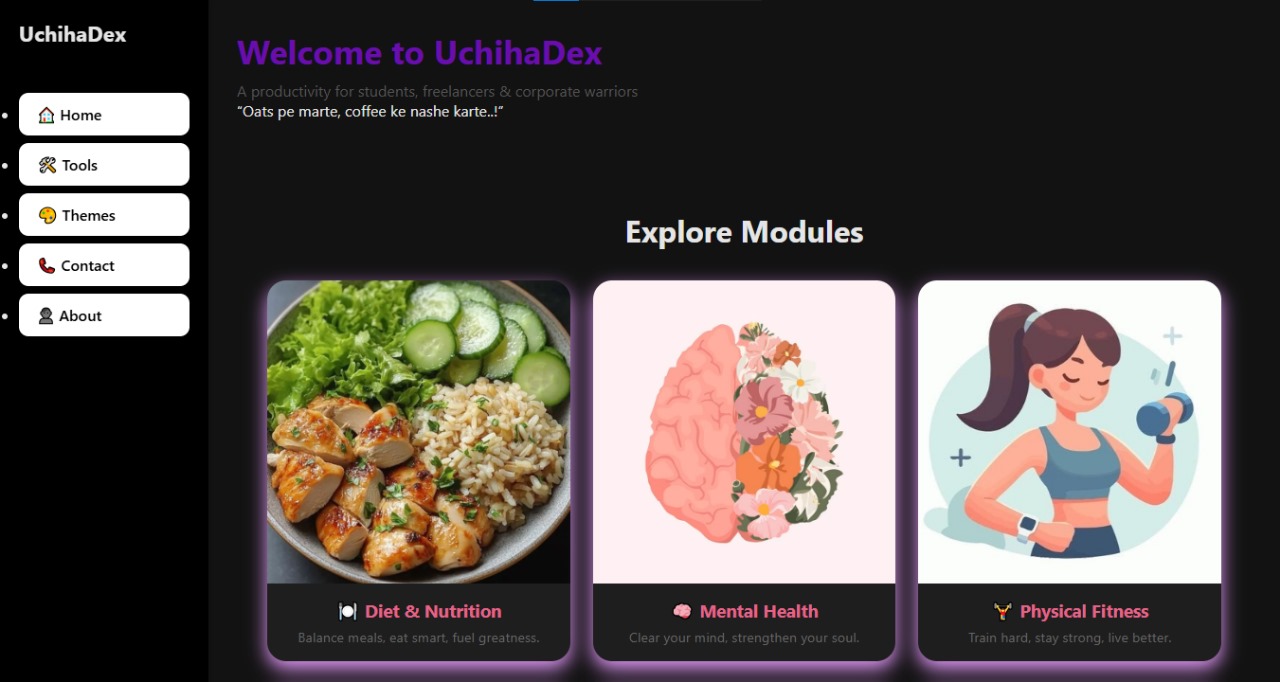 UchihaDex
🏠 Home
🛠 Tools
🎨 Themes
📞 Contact
👤 About
Welcome to UchihaDex
A productivity for students, freelancers & corporate warriors
“Oats pe marte, coffee ke nashe karte..!”
Explore Modules
🍽 Diet & Nutrition
Balance meals, eat smart, fuel greatness.
🧠 Mental Health
Clear your mind, strengthen your soul.
🏋 Physical Fitness
Train hard, stay strong, live better.